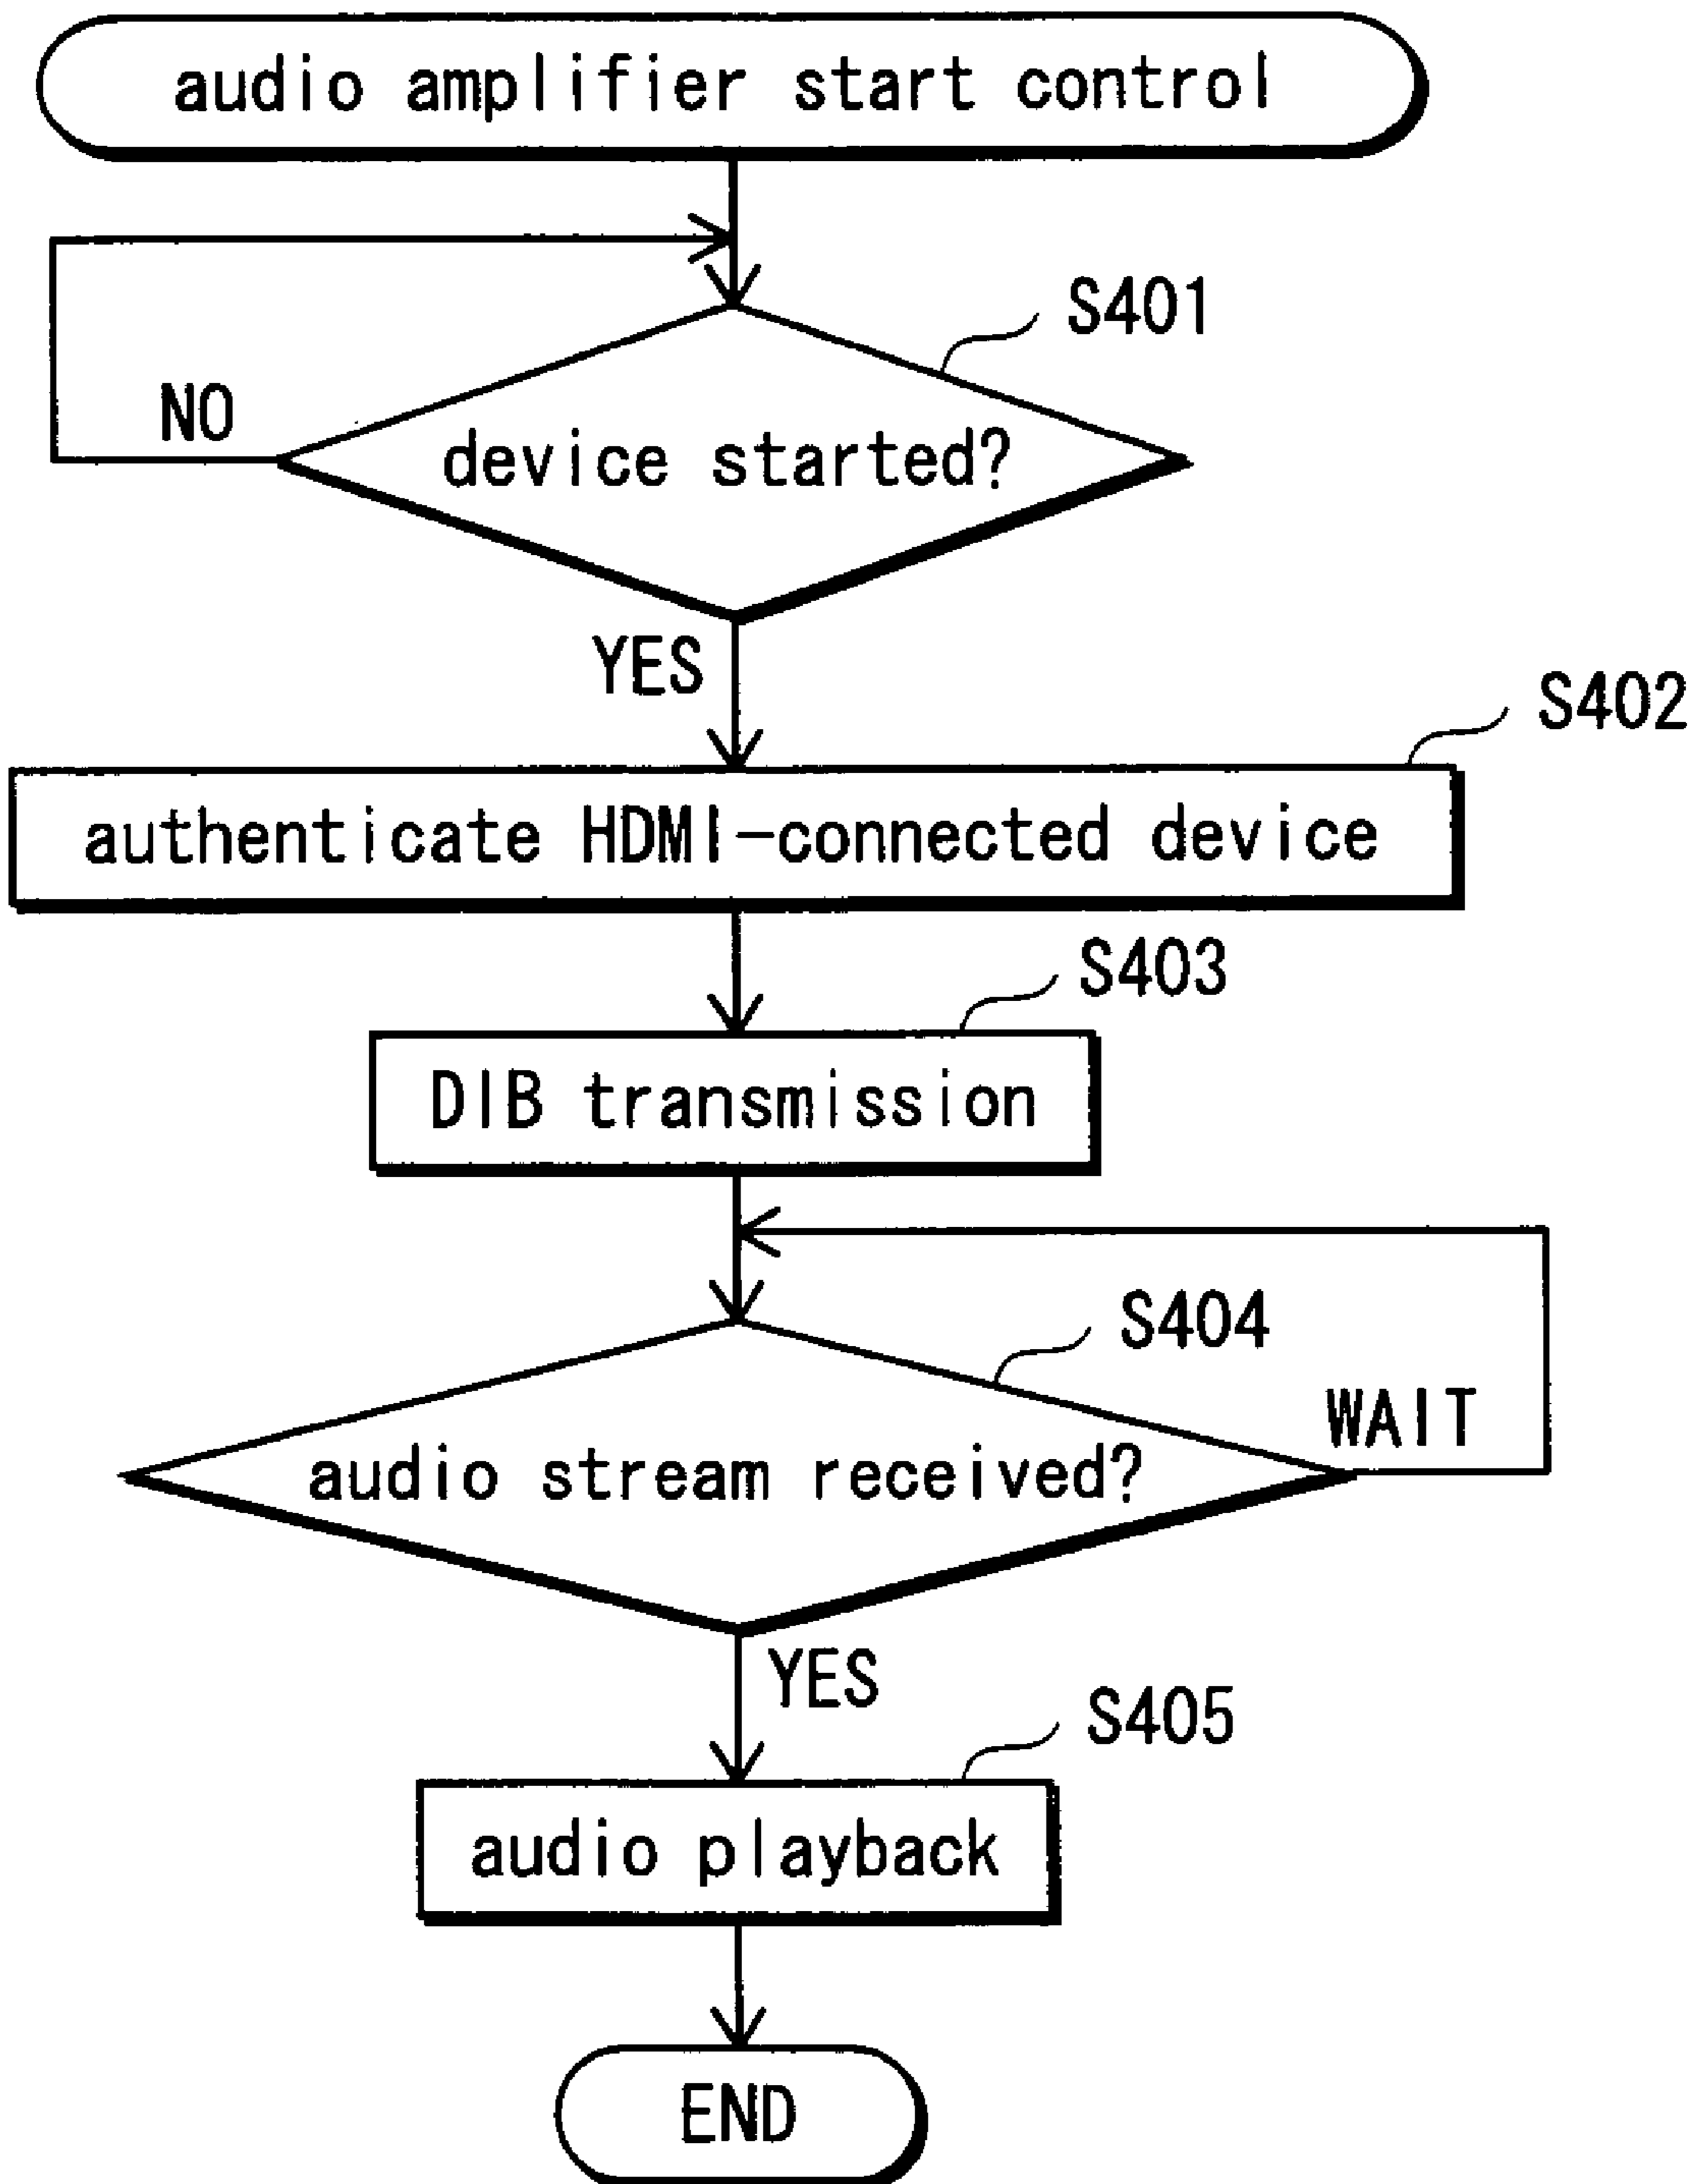 audio amplifier start control
S401
NO
device started?
YES
S402
authenticate HDMI-connected device
S403
DIB transmission
S404
WAIT
audio stream received?
YES
S405
audio playback
END